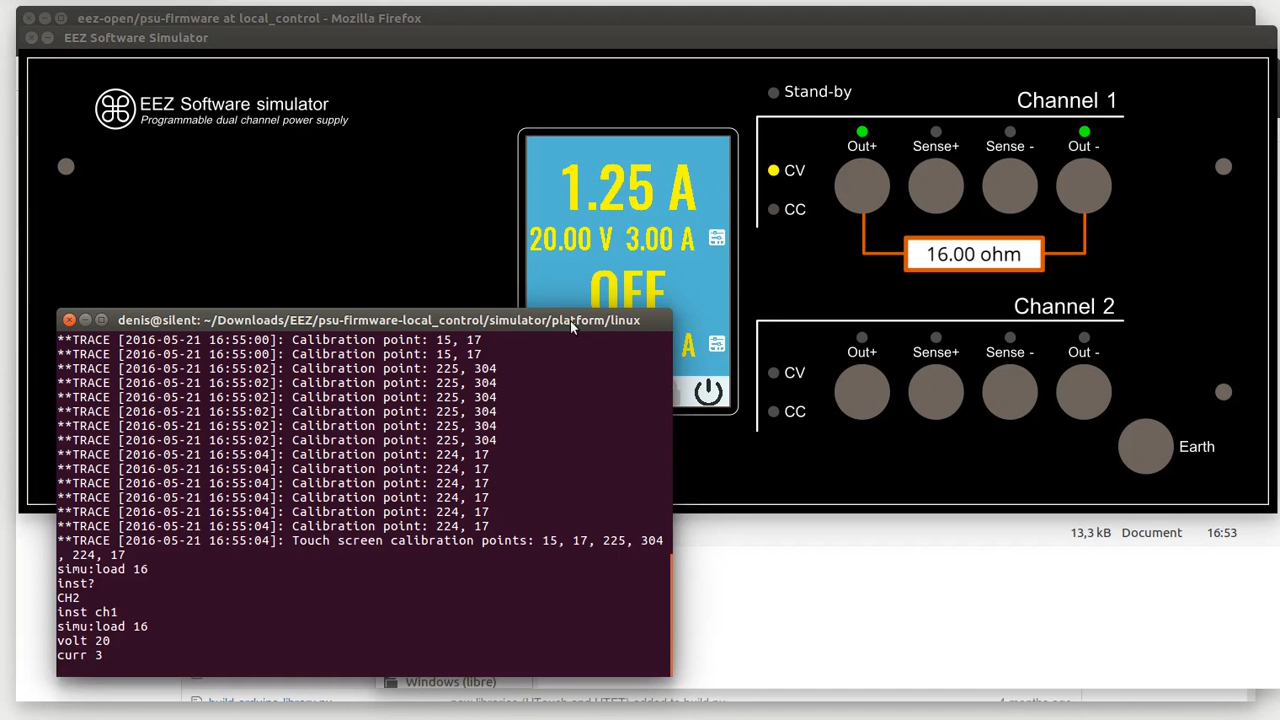 eez-open/psu-firmware at local_control - Mozilla Firefox
EEZ Software Simulator
EEZ Software simulator
Programmable dual channel power supply
1.25 A
20.00 V 3.00 A
OFF
A
Stand-by
Channel 1
Out+ Sense+ Sense - Out -
CV
CC
16.00 ohm
Channel 2
Out+ Sense+ Sense - Out -
CV
CC
Earth
denis@silent: ~/Downloads/EEZ/psu-firmware-local_control/simulator/platform/linux
**TRACE [2016-05-21 16:55:00]: Calibration point: 15, 17
**TRACE [2016-05-21 16:55:00]: Calibration point: 15, 17
**TRACE [2016-05-21 16:55:02]: Calibration point: 225, 304
**TRACE [2016-05-21 16:55:02]: Calibration point: 225, 304
**TRACE [2016-05-21 16:55:02]: Calibration point: 225, 304
**TRACE [2016-05-21 16:55:02]: Calibration point: 225, 304
**TRACE [2016-05-21 16:55:02]: Calibration point: 225, 304
**TRACE [2016-05-21 16:55:02]: Calibration point: 225, 304
**TRACE [2016-05-21 16:55:04]: Calibration point: 224, 17
**TRACE [2016-05-21 16:55:04]: Calibration point: 224, 17
**TRACE [2016-05-21 16:55:04]: Calibration point: 224, 17
**TRACE [2016-05-21 16:55:04]: Calibration point: 224, 17
**TRACE [2016-05-21 16:55:04]: Calibration point: 224, 17
**TRACE [2016-05-21 16:55:04]: Calibration point: 224, 17
**TRACE [2016-05-21 16:55:04]: Touch screen calibration points: 15, 17, 225, 304
, 224, 17
simu:load 16
inst?
CH2
inst ch1
simu:load 16
volt 20
curr 3
13,3 kB Document 16:53
Windows (libre)